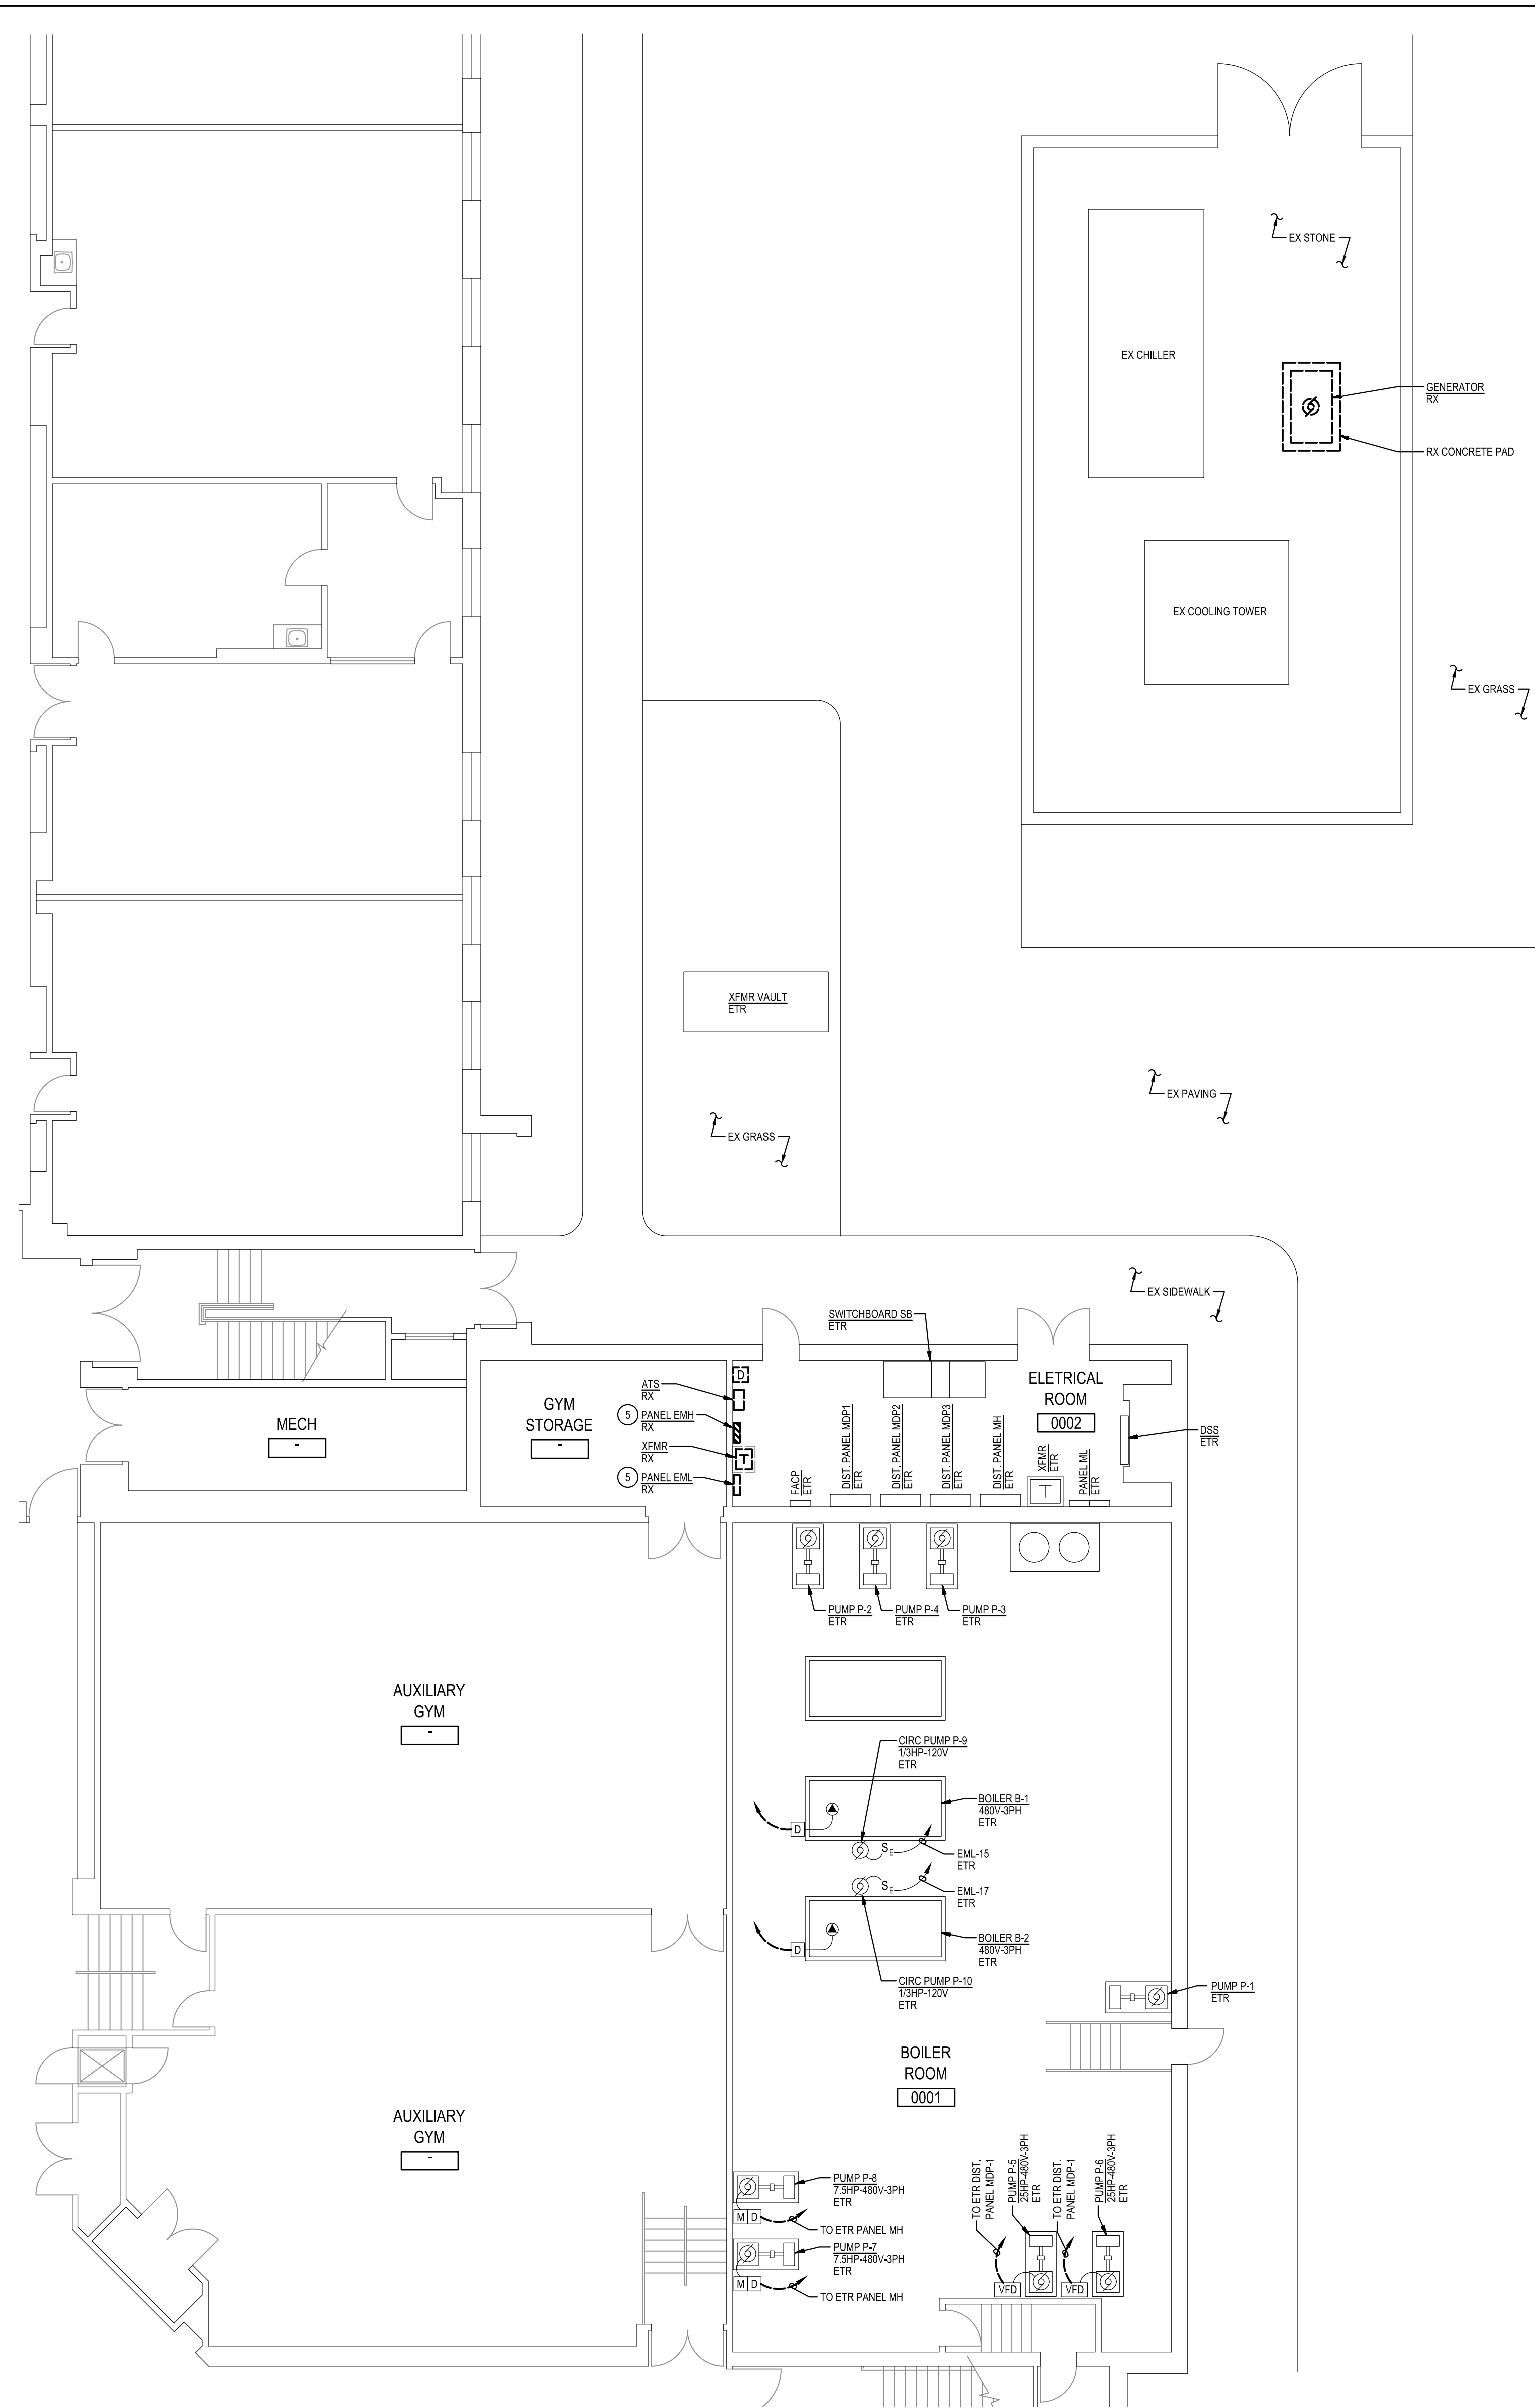 EX STONE
EX CHILLER
GENERATOR
RX
RX CONCRETE PAD
EX COOLING TOWER
EX GRASS
XFMR VAULT
ETR
EX PAVING
EX GRASS
EX SIDEWALK
SWITCHBOARD SB
ETR
D
ATS
RX
5
PANEL EMH
RX
XFMR
RX
T
5
PANEL EML
RX
GYM
STORAGE
-
MECH
-
ELETRICAL
ROOM
0002
DSS
ETR
FACP
ETR
DIST. PANEL MDP1
ETR
DIST. PANEL MDP2
ETR
DIST. PANEL MDP3
ETR
DIST. PANEL MH
ETR
XFMR
ETR
T
PANEL ML
ETR
PUMP P-2
ETR
PUMP P-4
ETR
PUMP P-3
ETR
AUXILIARY
GYM
-
CIRC PUMP P-9
1/3HP-120V
ETR
BOILER B-1
480V-3PH
ETR
D
SE
EML-15
ETR
SE
EML-17
ETR
BOILER B-2
480V-3PH
ETR
D
CIRC PUMP P-10
1/3HP-120V
ETR
PUMP P-1
ETR
BOILER
ROOM
0001
AUXILIARY
GYM
-
PUMP P-8
7.5HP-480V-3PH
ETR
M D
TO ETR PANEL MH
PUMP P-7
7.5HP-480V-3PH
ETR
M D
TO ETR PANEL MH
TO ETR DIST.
PANEL MDP-1
PUMP P-5
25HP-480V-3PH
ETR
TO ETR DIST.
PANEL MDP-1
PUMP P-6
25HP-480V-3PH
ETR
VFD
VFD